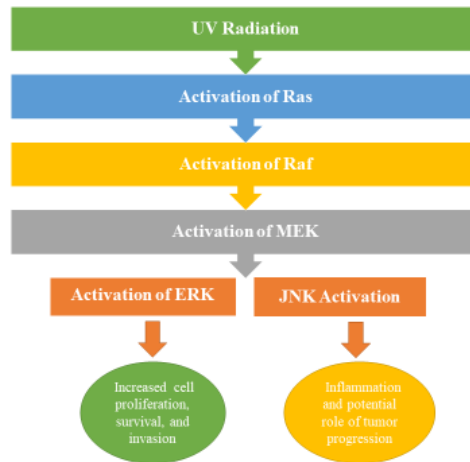 UV Radiation
Activation of Ras
Activation of Raf
Activation of MEK
Activation of ERK
JNK Activation
Increased cell
proliferation,
survival, and
invasion
Inflammation
and potential
role of tumor
progression